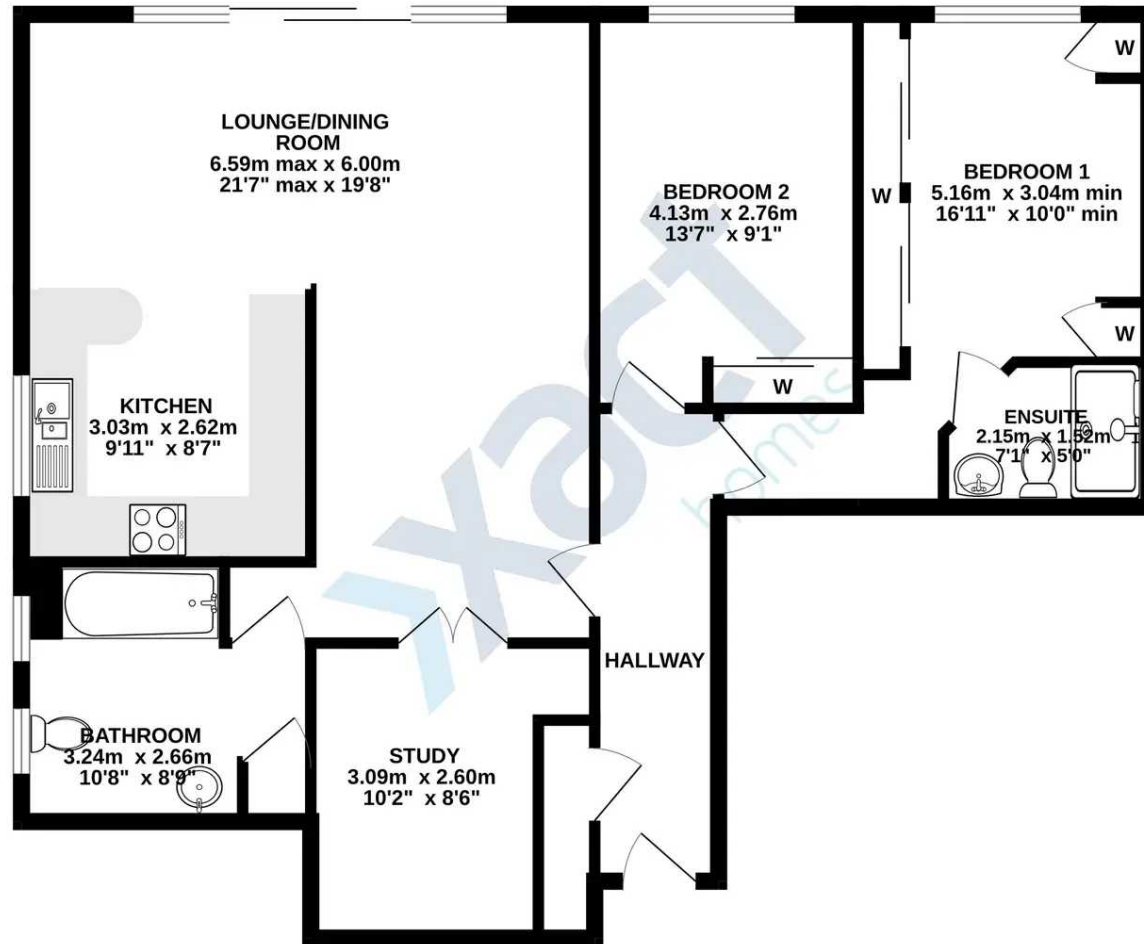 LOUNGE/DINING
ROOM
6.59m max x 6.00m
21'7" max x 19'8"
BEDROOM 2
4.13m x 2.76m
13'7" x 9'1"
W
W
BEDROOM 1
5.16m x 3.04m min
16'11" x 10'0" min
W
W
KITCHEN
3.03m x 2.62m
9'11" x 8'7"
ENSUITE
2.15m x 1.52m
7'1" x 5'0"
HALLWAY
BATHROOM
3.24m x 2.66m
10'8" x 8'9"
STUDY
3.09m x 2.60m
10'2" x 8'6"
xact
homes